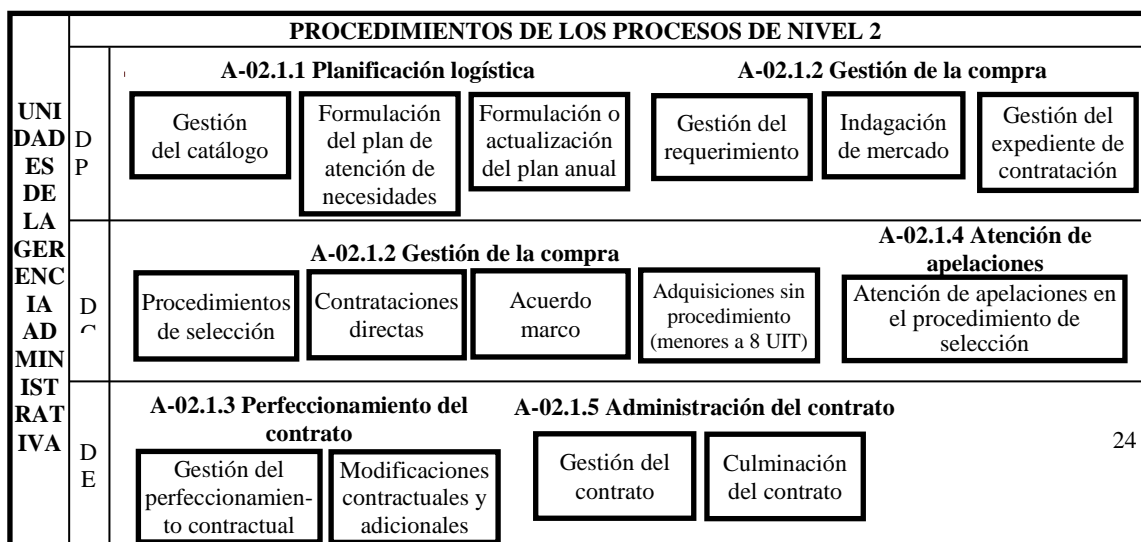 PROCEDIMIENTOS DE LOS PROCESOS DE NIVEL 2
UNI
DAD
ES
DE
LA
GER
ENC
IA
AD
MIN
IST
RAT
IVA
D
P
A-02.1.1 Planificación logística
Gestión
del catálogo
Formulación
del plan de
atención de
necesidades
Formulación o
actualización
del plan anual
A-02.1.2 Gestión de la compra
Gestión del
requerimiento
Indagación
de mercado
Gestión del
expediente de
contratación
D
A-02.1.2 Gestión de la compra
Procedimientos
de selección
Contrataciones
directas
Acuerdo
marco
Adquisiciones sin
procedimiento
(menores a 8 UIT)
A-02.1.4 Atención de
apelaciones
Atención de apelaciones en
el procedimiento de
selección
D
E
A-02.1.3 Perfeccionamiento del
contrato
Gestión del
perfeccionamien-
to contractual
Modificaciones
contractuales y
adicionales
A-02.1.5 Administración del contrato
Gestión del
contrato
Culminación
del contrato
24